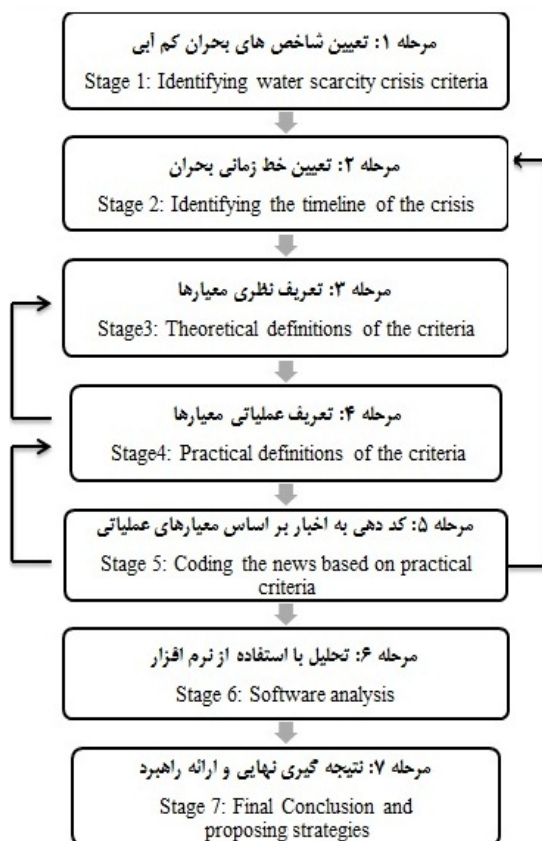 مرحله ۱: تعیین شاخص های بحران کم آبی
Stage 1: Identifying water scarcity crisis criteria
مرحله ۲: تعیین خط زمانی بحران
Stage 2: Identifying the timeline of the crisis
مرحله ۳: تعریف نظری معیارها
Stage3: Theoretical definitions of the criteria
مرحله ۴: تعریف عملیاتی معیارها
Stage4: Practical definitions of the criteria
مرحله ۵: کد دهی به اخبار بر اساس معیارهای عملیاتی
Stage 5: Coding the news based on practical
criteria
مرحله ۶: تحلیل با استفاده از نرم افزار
Stage 6: Software analysis
مرحله ۷: نتیجه گیری نهایی و ارائه راهبرد
Stage 7: Final Conclusion and
proposing strategies